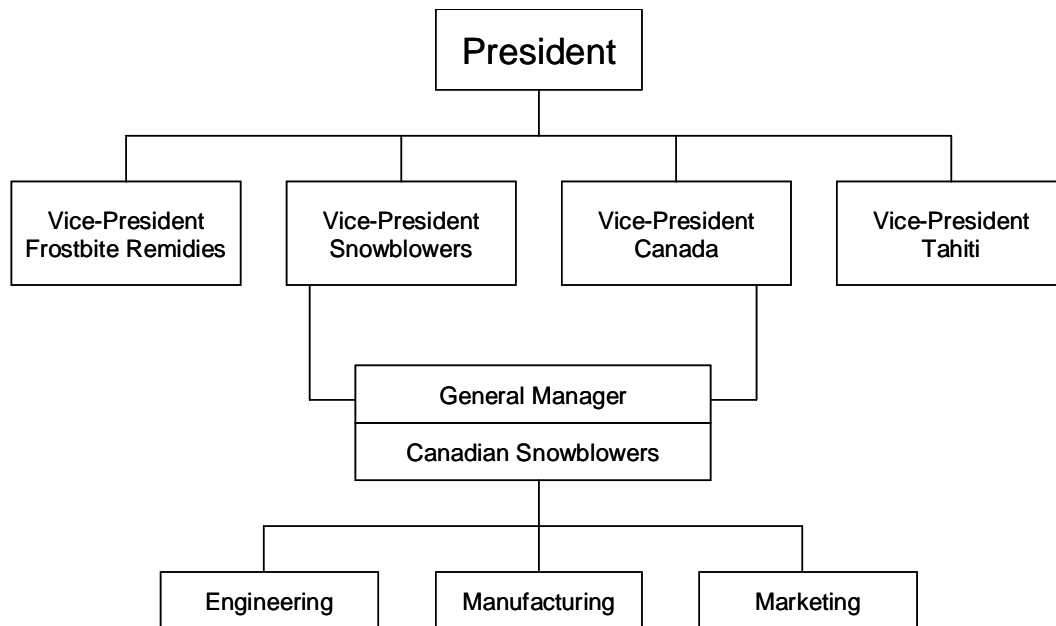 President
Vice-President
Frostbite Remidies
Vice-President
Snowblowers
Vice-President
Canada
Vice-President
Tahiti
General Manager
Canadian Snowblowers
Engineering
Manufacturing
Marketing